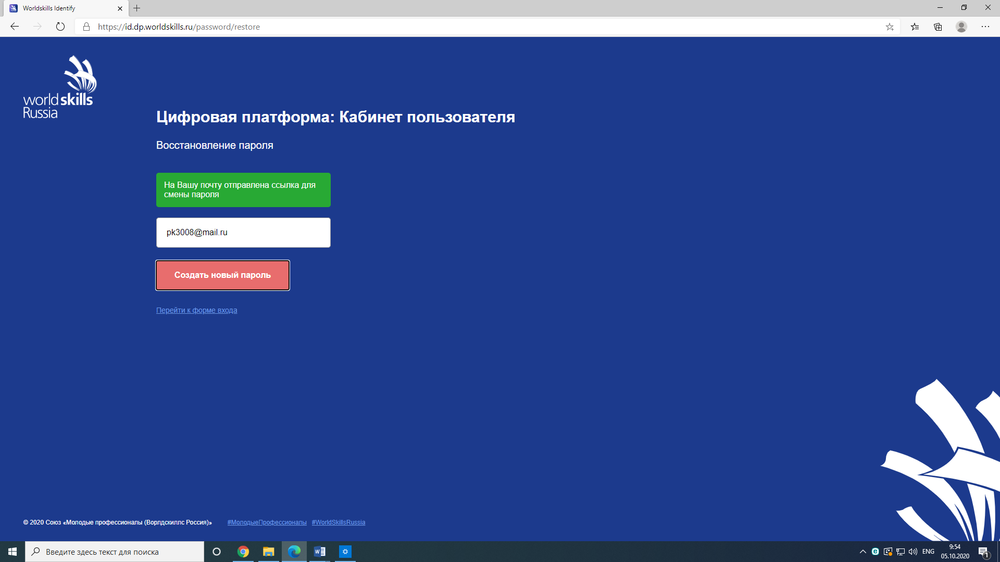 Worldskills Identify
https://id.dp.worldskills.ru/password/restore
world skills
Russia
Цифровая платформа: Кабинет пользователя
Восстановление пароля
На Вашу почту отправлена ссылка для
смены пароля
pk3008@mail.ru
Создать новый пароль
Перейти к форме входа
© 2020 Союз «Молодые профессионалы (Ворлдскиллс Россия)» #МолодыеПрофессионалы #WorldSkillsRussia
Введите здесь текст для поиска
ENG
9:54
05.10.2020
1